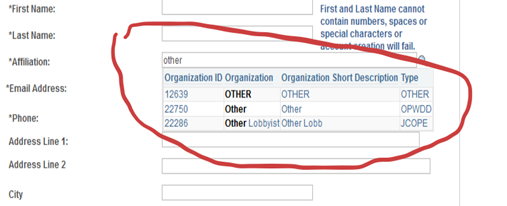 *First Name:
First and Last Name cannot
contain numbers, spaces or
special characters or
account creation will fail.
*Last Name:
*Affiliation:
other
Organization ID Organization Organization Short Description Type
12639 OTHER OTHER OTHER
22750 Other Other OPWDD
22286 Other Lobbyist Other Lobb JCOPE
*Email Address:
*Phone:
Address Line 1:
Address Line 2
City